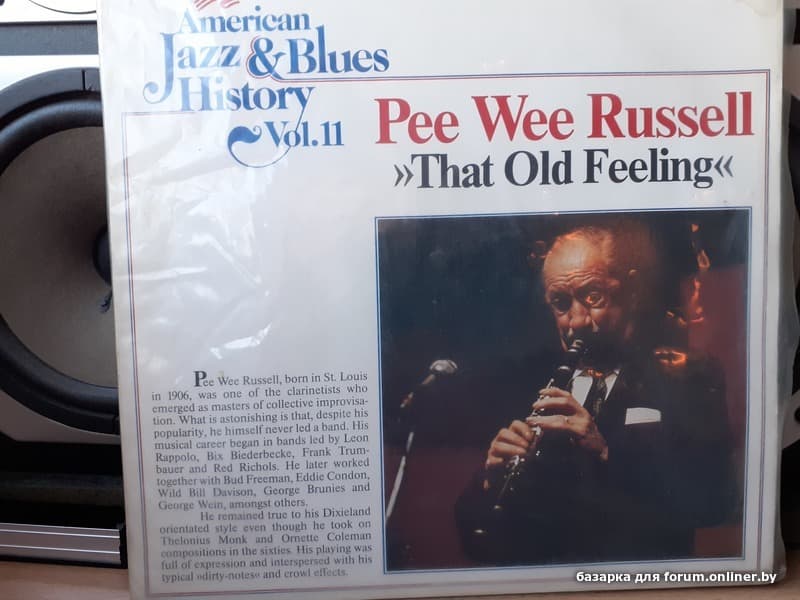 American
Jazz & Blues
History
Vol. 11
Pee Wee Russell
»That Old Feeling«
Pee Wee Russell, born in St. Louis
in 1906, was one of the clarinetists who
emerged as masters of collective improvisa-
tion. What is astonishing is that, despite his
popularity, he himself never led a band. His
musical career began in bands led by Leon
Rappolo, Bix Biederbecke, Frank Trum-
bauer and Red Richols. He later worked
together with Bud Freeman, Eddie Condon,
Wild Bill Davison, George Brunies and
George Wein, amongst others.
He remained true to his Dixieland
orientated style even though he took on
Thelonius Monk and Ornette Coleman
compositions in the sixties. His playing was
full of expression and interspersed with his
typical »dirty-notes« and crowl effects.
базарка для forum.onliner.by